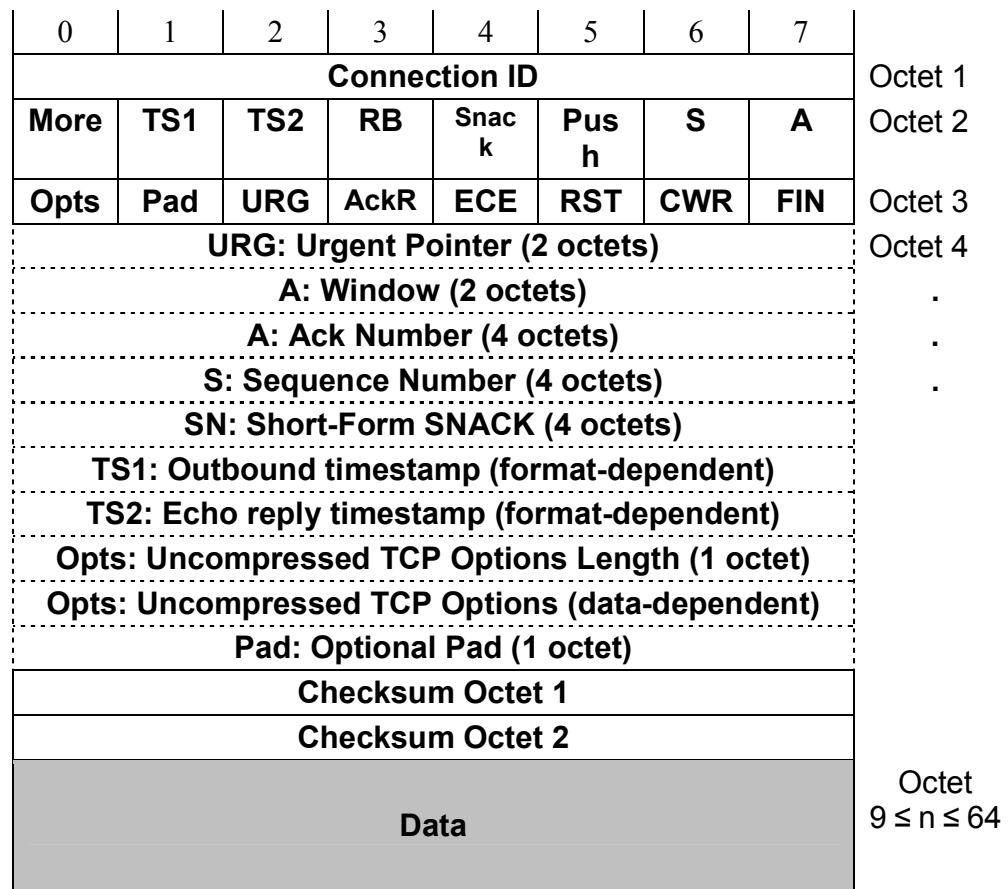 0 1 2 3 4 5 6 7
Connection ID Octet 1
More TS1 TS2 RB Snac Pus S A Octet 2
k h
Opts Pad URG AckR ECE RST CWR FIN Octet 3
URG: Urgent Pointer (2 octets) Octet 4
A: Window (2 octets) .
A: Ack Number (4 octets) .
S: Sequence Number (4 octets) .
SN: Short-Form SNACK (4 octets)
TS1: Outbound timestamp (format-dependent)
TS2: Echo reply timestamp (format-dependent)
Opts: Uncompressed TCP Options Length (1 octet)
Opts: Uncompressed TCP Options (data-dependent)
Pad: Optional Pad (1 octet)
Checksum Octet 1
Checksum Octet 2
Data
Octet
9 ≤ n ≤ 64